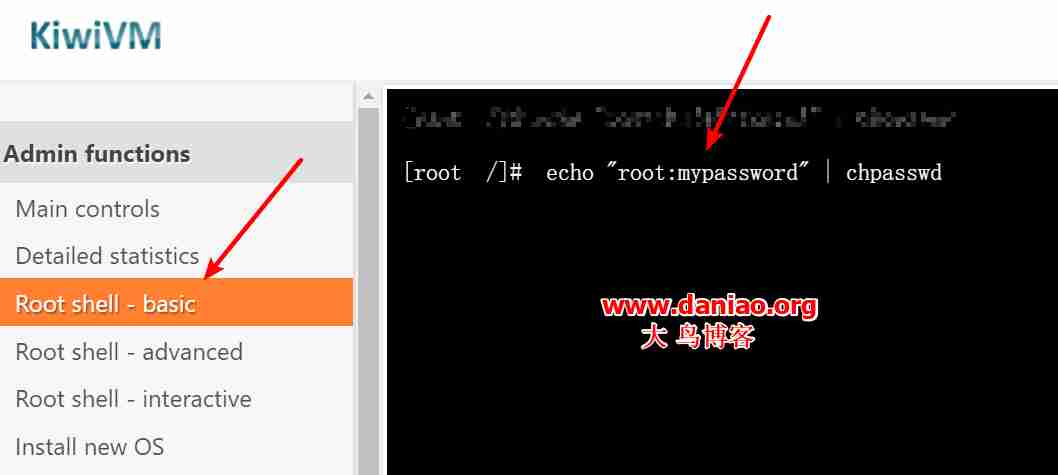 KiwiVM
Admin functions
Main controls
Detailed statistics
Root shell - basic
Root shell - advanced
Root shell - interactive
Install new OS
[root  /]#  echo "root:mypassword" | chpasswd
www.daniao.org
大 鸟博客